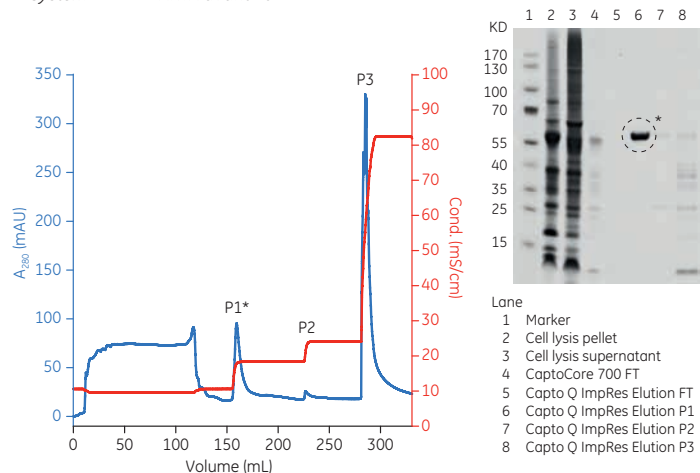 1 2 3 4 5 6 7 8
KD
170
130
100
70
55
40
35
25
15
*
350
300
250
200
150
100
50
0
A280 (mAU)
P1*
P2
P3
100
90
80
70
60
50
40
30
20
10
0
Cond. (mS/cm)
0 50 100 150 200 250 300
Volume (mL)
Lane
1 Marker
2 Cell lysis pellet
3 Cell lysis supernatant
4 CaptoCore 700 FT
5 Capto Q ImpRes Elution FT
6 Capto Q ImpRes Elution P1
7 Capto Q ImpRes Elution P2
8 Capto Q ImpRes Elution P3